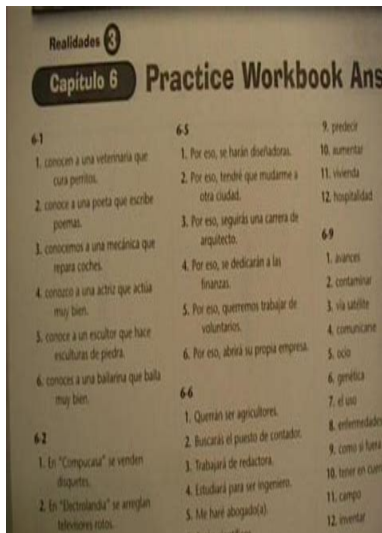 Realidades 3
Capítulo 6
Practice Workbook Ans
6-1
1. conocen a una veterinaria que
cura perritos.
2. conoce a una poeta que escribe
poemas.
3. conocemos a una mecánica que
repara coches.
4. conozco a una actriz que actúa
muy bien.
5. conoce a un escultor que hace
esculturas de piedra.
6. conoces a una bailarina que baila
muy bien.
6-2
1. En "Compucasa" se venden
disquetes.
2. En "Electrolandia" se arreglan
televisores rotos.
6-5
1. Por eso, se harán diseñadoras.
2. Por eso, tendré que mudarme a
otra ciudad.
3. Por eso, seguirás una carrera de
arquitecto.
4. Por eso, se dedicarán a las
finanzas.
5. Por eso, querremos trabajar de
voluntarios.
6. Por eso, abrirá su propia empresa.
6-6
1. Querrán ser agricultores.
2. Buscarás el puesto de contador.
3. Trabajará de redactora.
4. Estudiará para ser ingeniero.
5. Me haré abogado(a).
9. predecir
10. aumentar
11. vivienda
12. hospitalidad
6-9
1. avances
2. contaminar
3. vía satélite
4. comunicarse
5. ocio
6. genética
7. el uso
8. enfermedades
9. como si fuera
10. tener en cuen
11. campo
12. inventar